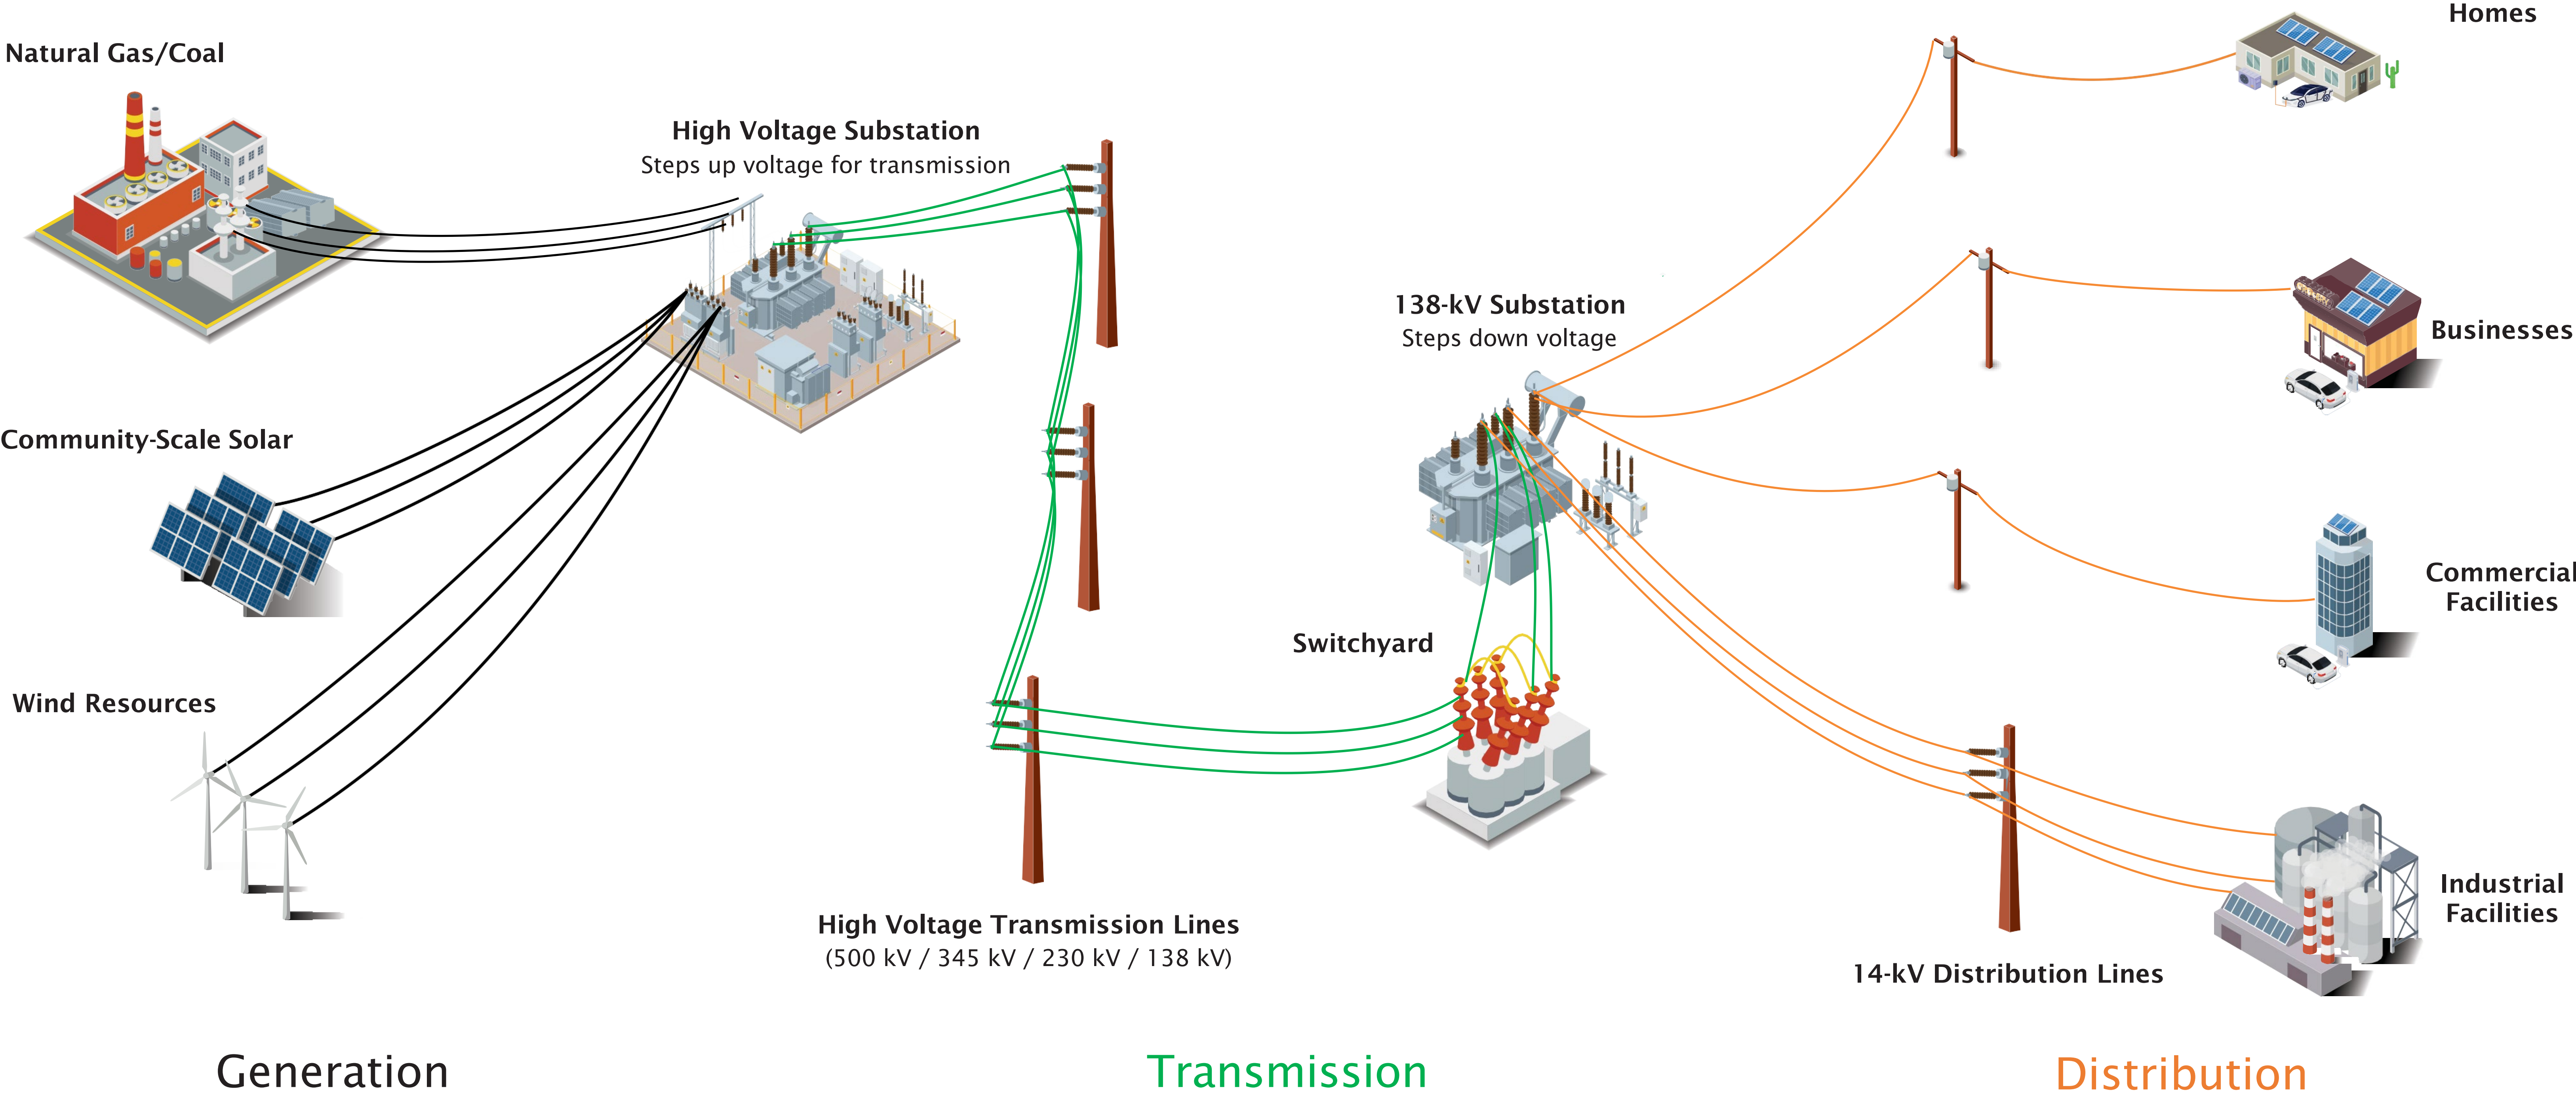 Natural Gas/Coal
High Voltage Substation
Steps up voltage for transmission
Community-Scale Solar
Wind Resources
High Voltage Transmission Lines
(500 kV / 345 kV / 230 kV / 138 kV)
138-kV Substation
Steps down voltage
Switchyard
Homes
Businesses
Commercial
Facilities
Industrial
Facilities
14-kV Distribution Lines
Generation
Transmission
Distribution